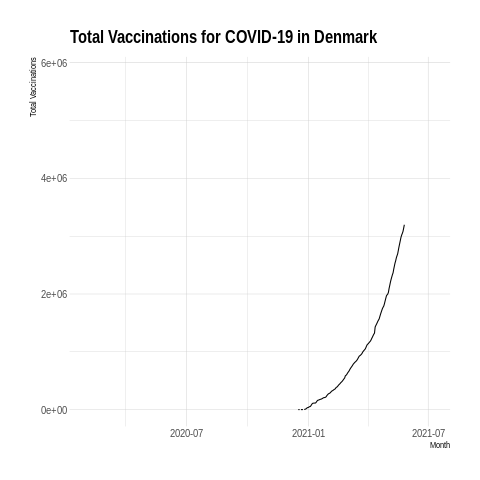 Total Vaccinations for COVID-19 in Denmark
Total Vaccinations
6e+06
4e+06
2e+06
0e+00
2020-07
2021-01
2021-07
Month